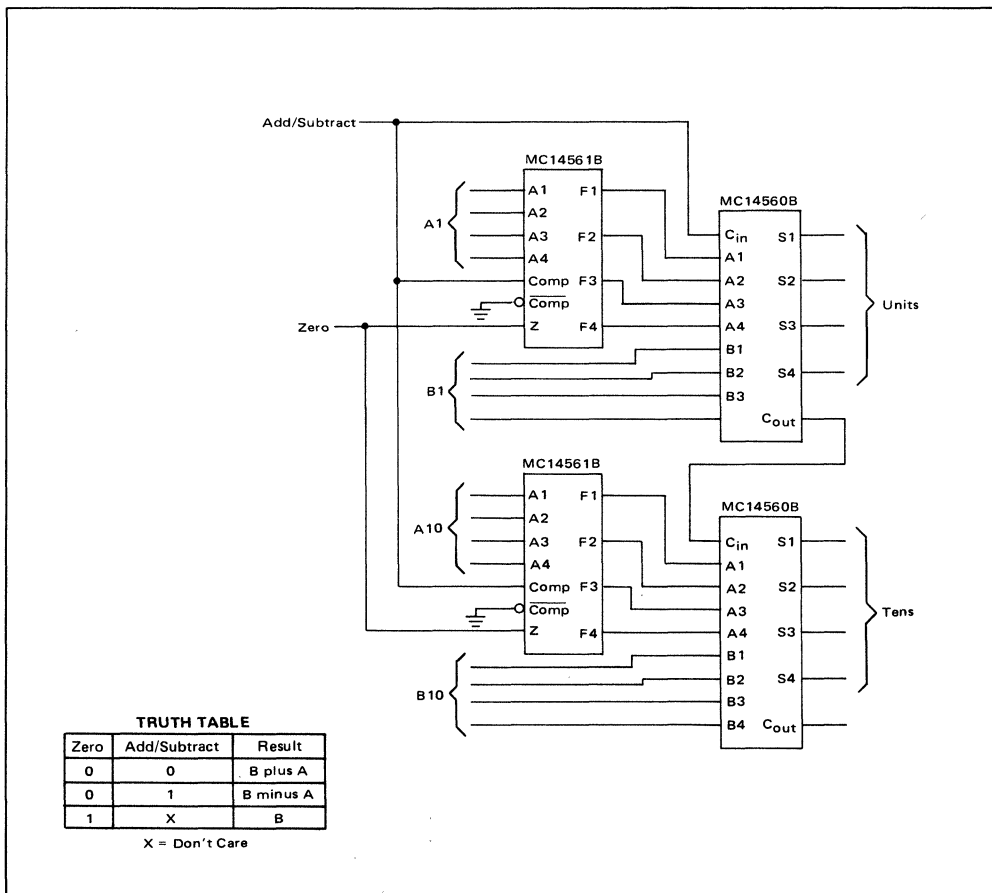 Add/Subtract
MC14561B
A1
A1 F1
A2
A3 F2
A4
Comp F3
Comp
Z F4
Zero
B1
MC14560B
Cin S1
A1
A2 S2
A3
A4 S3
B1
B2 S4
B3
Cout
Units
MC14561B
A10
A1 F1
A2
A3 F2
A4
Comp F3
Comp
Z F4
B10
MC14560B
Cin S1
A1
A2 S2
A3
A4 S3
B1
B2 S4
B3
B4 Cout
Tens
TRUTH TABLE
Zero Add/Subtract Result
0 0 B plus A
0 1 B minus A
1 X B
X = Don't Care